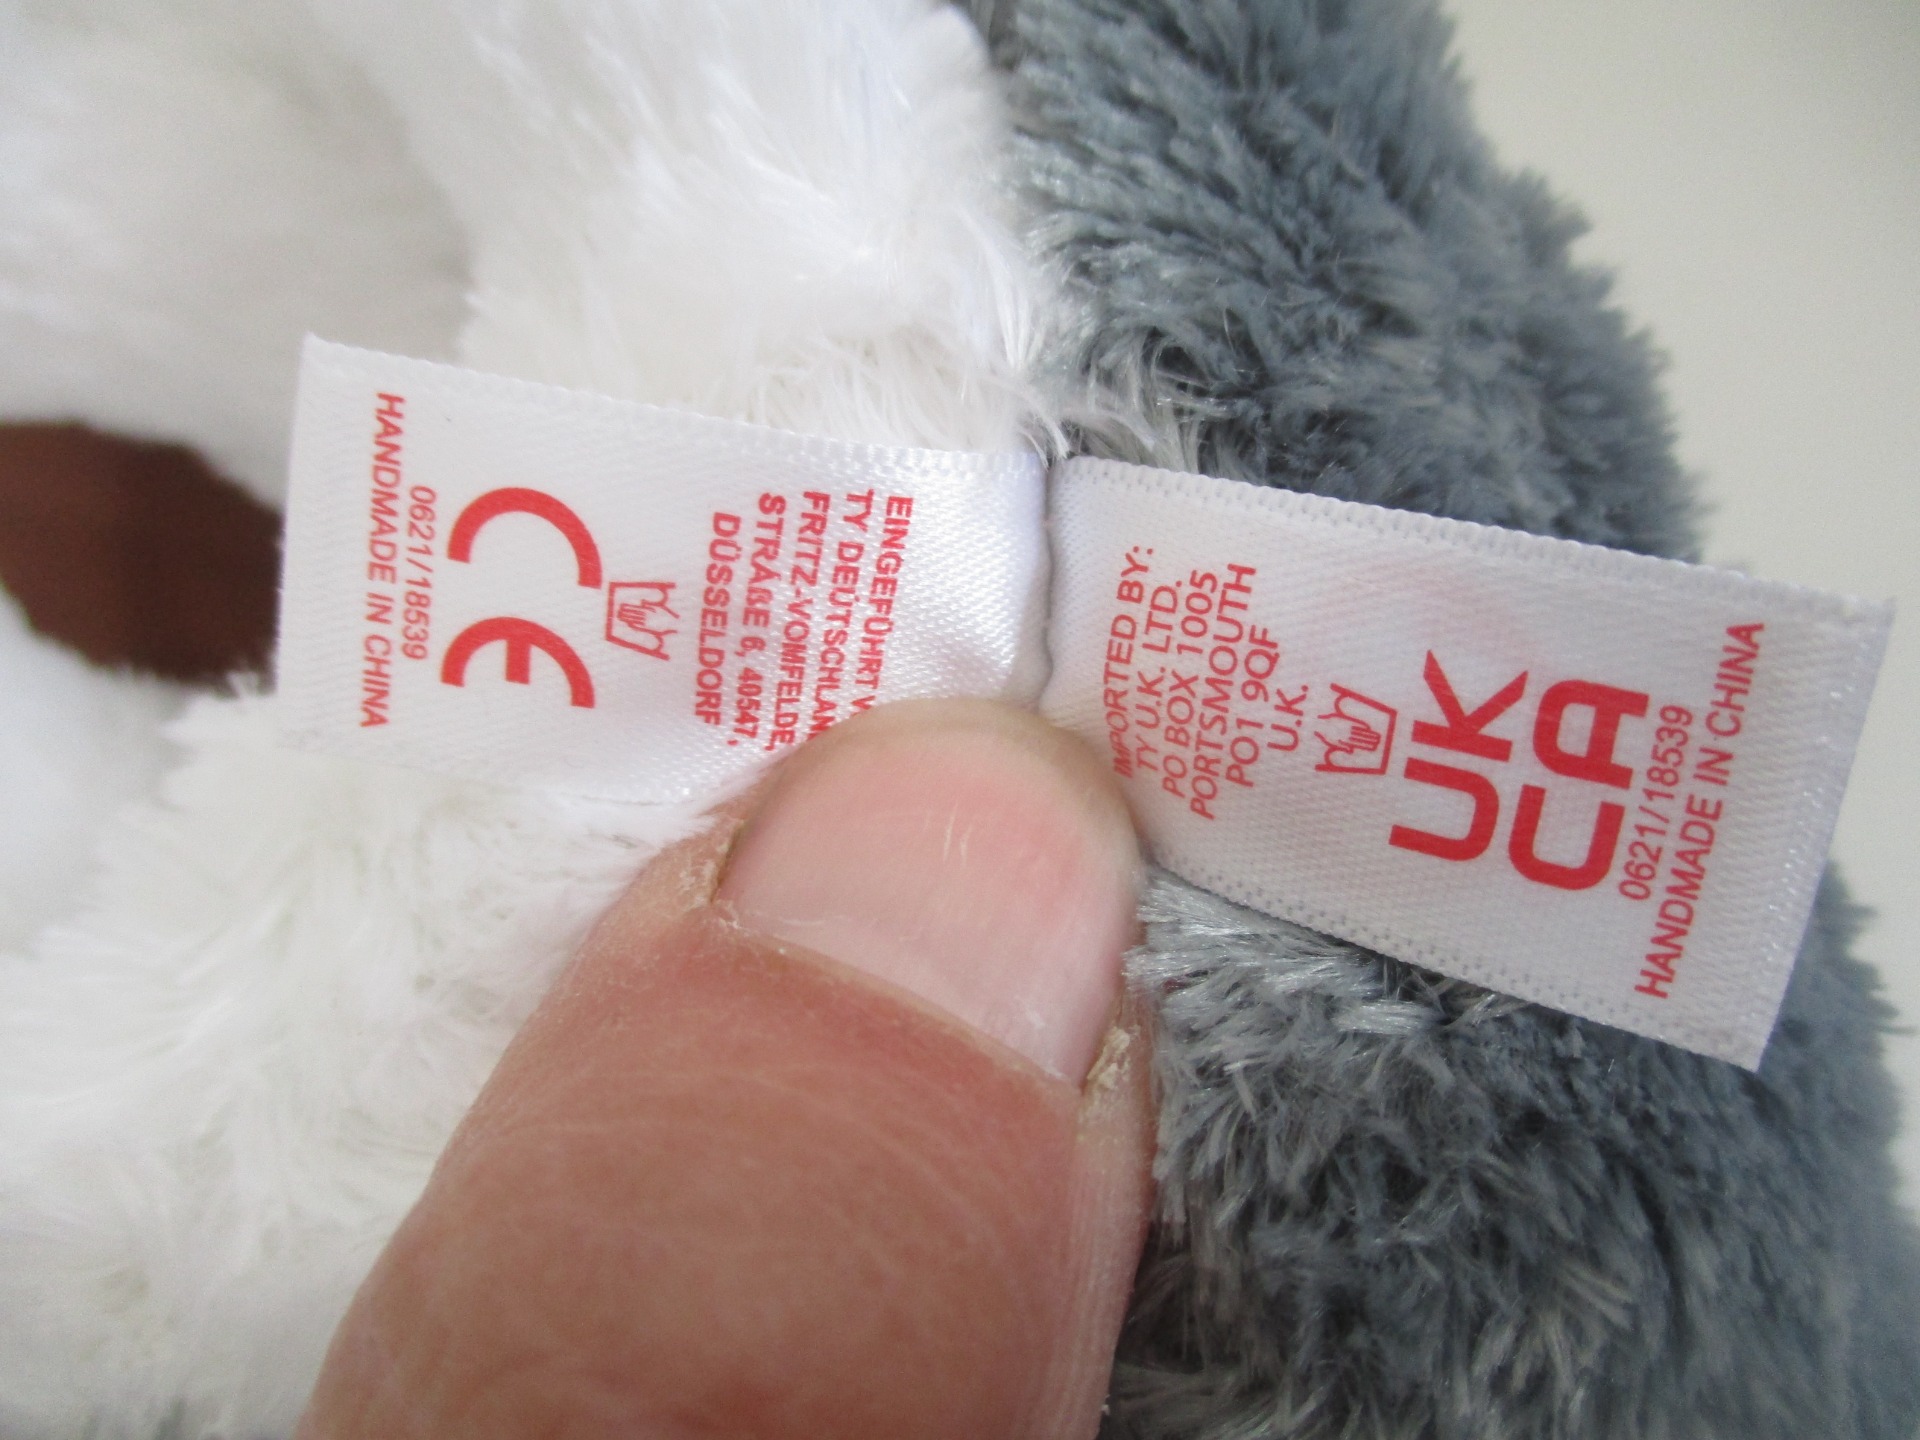 EINGEFÜHRT V
TY DEUTSCHLAN
FRITZ-VOMFELDE,
STRAßE 6, 40547,
DÜSSELDORF
CE
0621/18539
HANDMADE IN CHINA
IMPORTED BY:
TY U.K. LTD.
PO BOX 1005
PORTSMOUTH
PO1 9QF
U.K.
UK
CA
0621/18539
HANDMADE IN CHINA